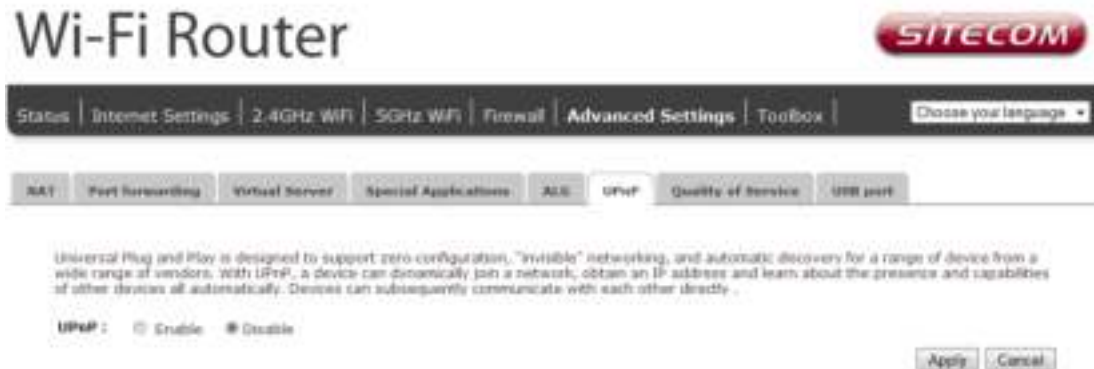 Wi-Fi Router
SITECOM
Status | Internet Settings | 2.4GHz WiFi | 5GHz WiFi | Firewall | Advanced Settings | Toolbox |
Choose your language
NAT Port forwarding Virtual Server Special Applications ALG UPnP Quality of Service USB port
Universal Plug and Play is designed to support zero-configuration, "invisible" networking, and automatic discovery for a range of device from a
wide range of vendors. With UPnP, a device can dynamically join a network, obtain an IP address and learn about the presence and capabilities
of other devices all automatically. Devices can subsequently communicate with each other directly .
UPnP : Enable Disable
Apply Cancel